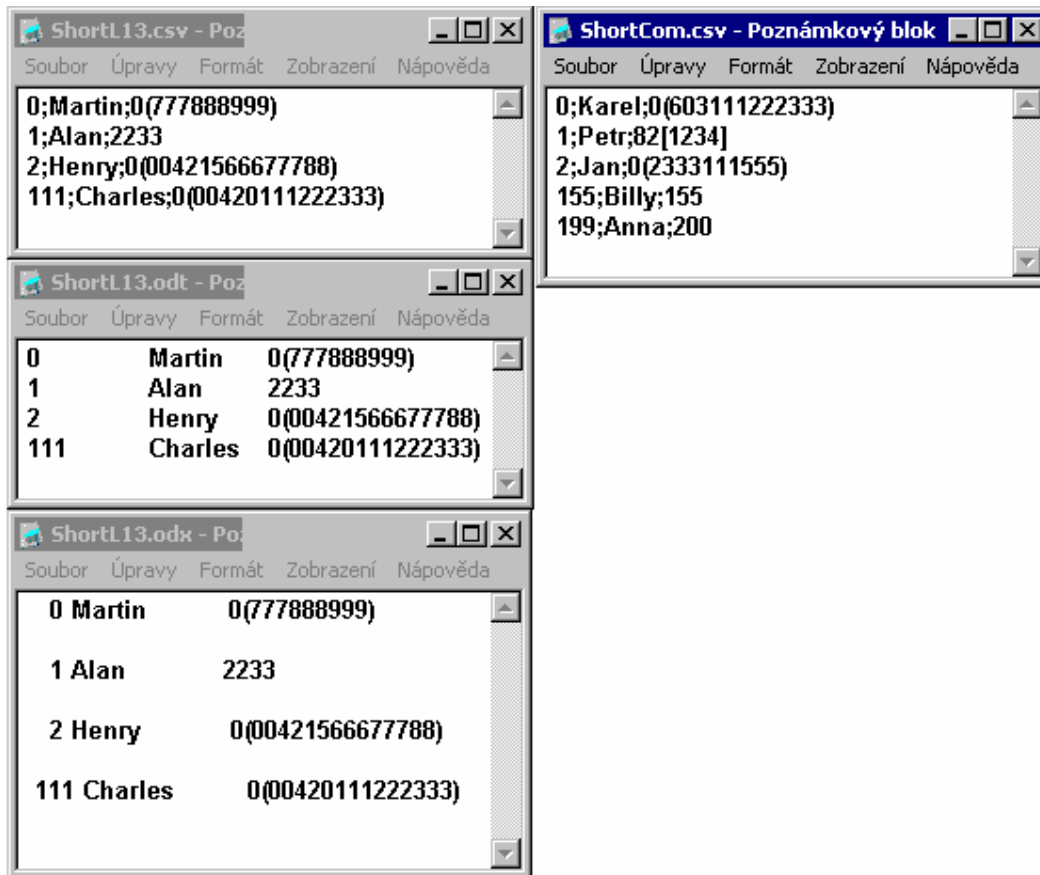 ShortL13.csv - Poz
Soubor Úpravy Formát Zobrazení Nápověda
0;Martin;0(777888999)
1;Alan;2233
2;Henry;0(00421566677788)
111;Charles;0(00420111222333)
ShortCom.csv - Poznámkový blok
Soubor Úpravy Formát Zobrazení Nápověda
0;Karel;0(603111222333)
1;Petr;82[1234]
2;Jan;0(2333111555)
155;Billy;155
199;Anna;200
ShortL13.odt - Poz
Soubor Úpravy Formát Zobrazení Nápověda
0 Martin 0(777888999)
1 Alan 2233
2 Henry 0(00421566677788)
111 Charles 0(00420111222333)
ShortL13.odx - Poz
Soubor Úpravy Formát Zobrazení Nápověda
0 Martin 0(777888999)
1 Alan 2233
2 Henry 0(00421566677788)
111 Charles 0(00420111222333)